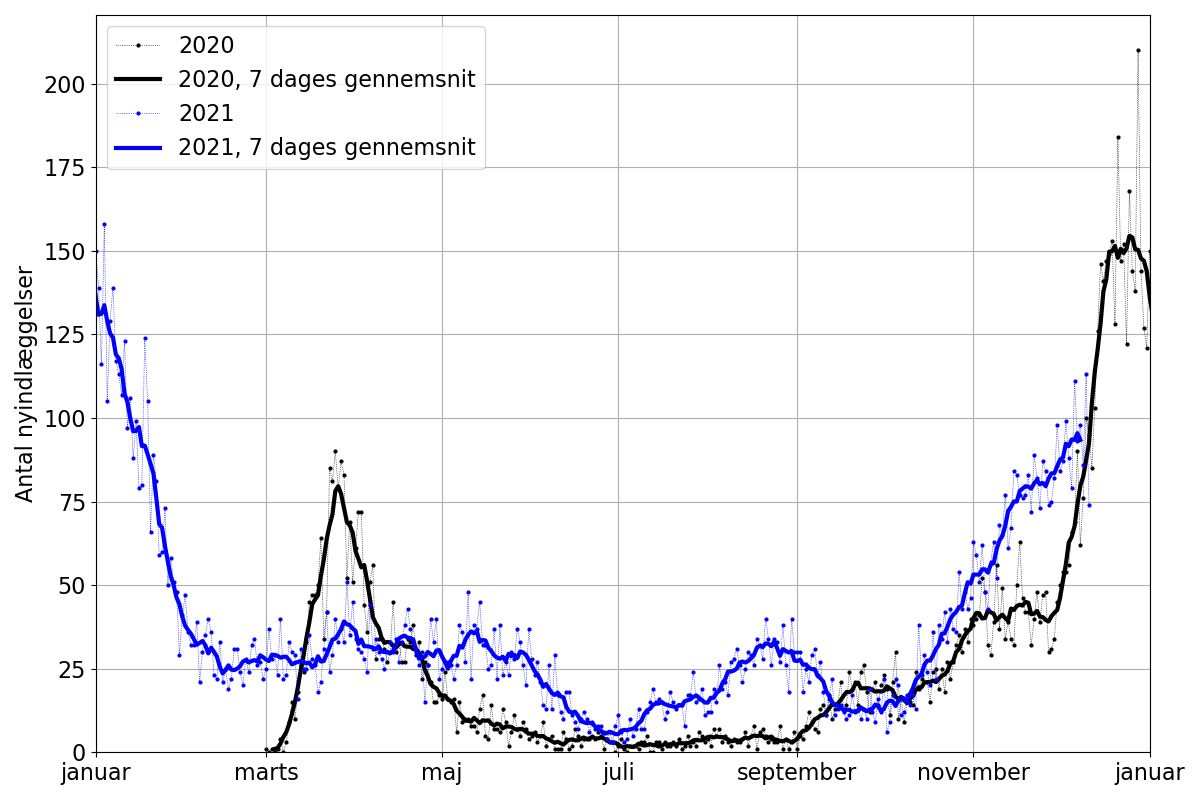 2020
2020, 7 dages gennemsnit
2021
2021, 7 dages gennemsnit
Antal nyindlæggelser
200
175
150
125
100
75
50
25
0
januar marts maj juli september november januar